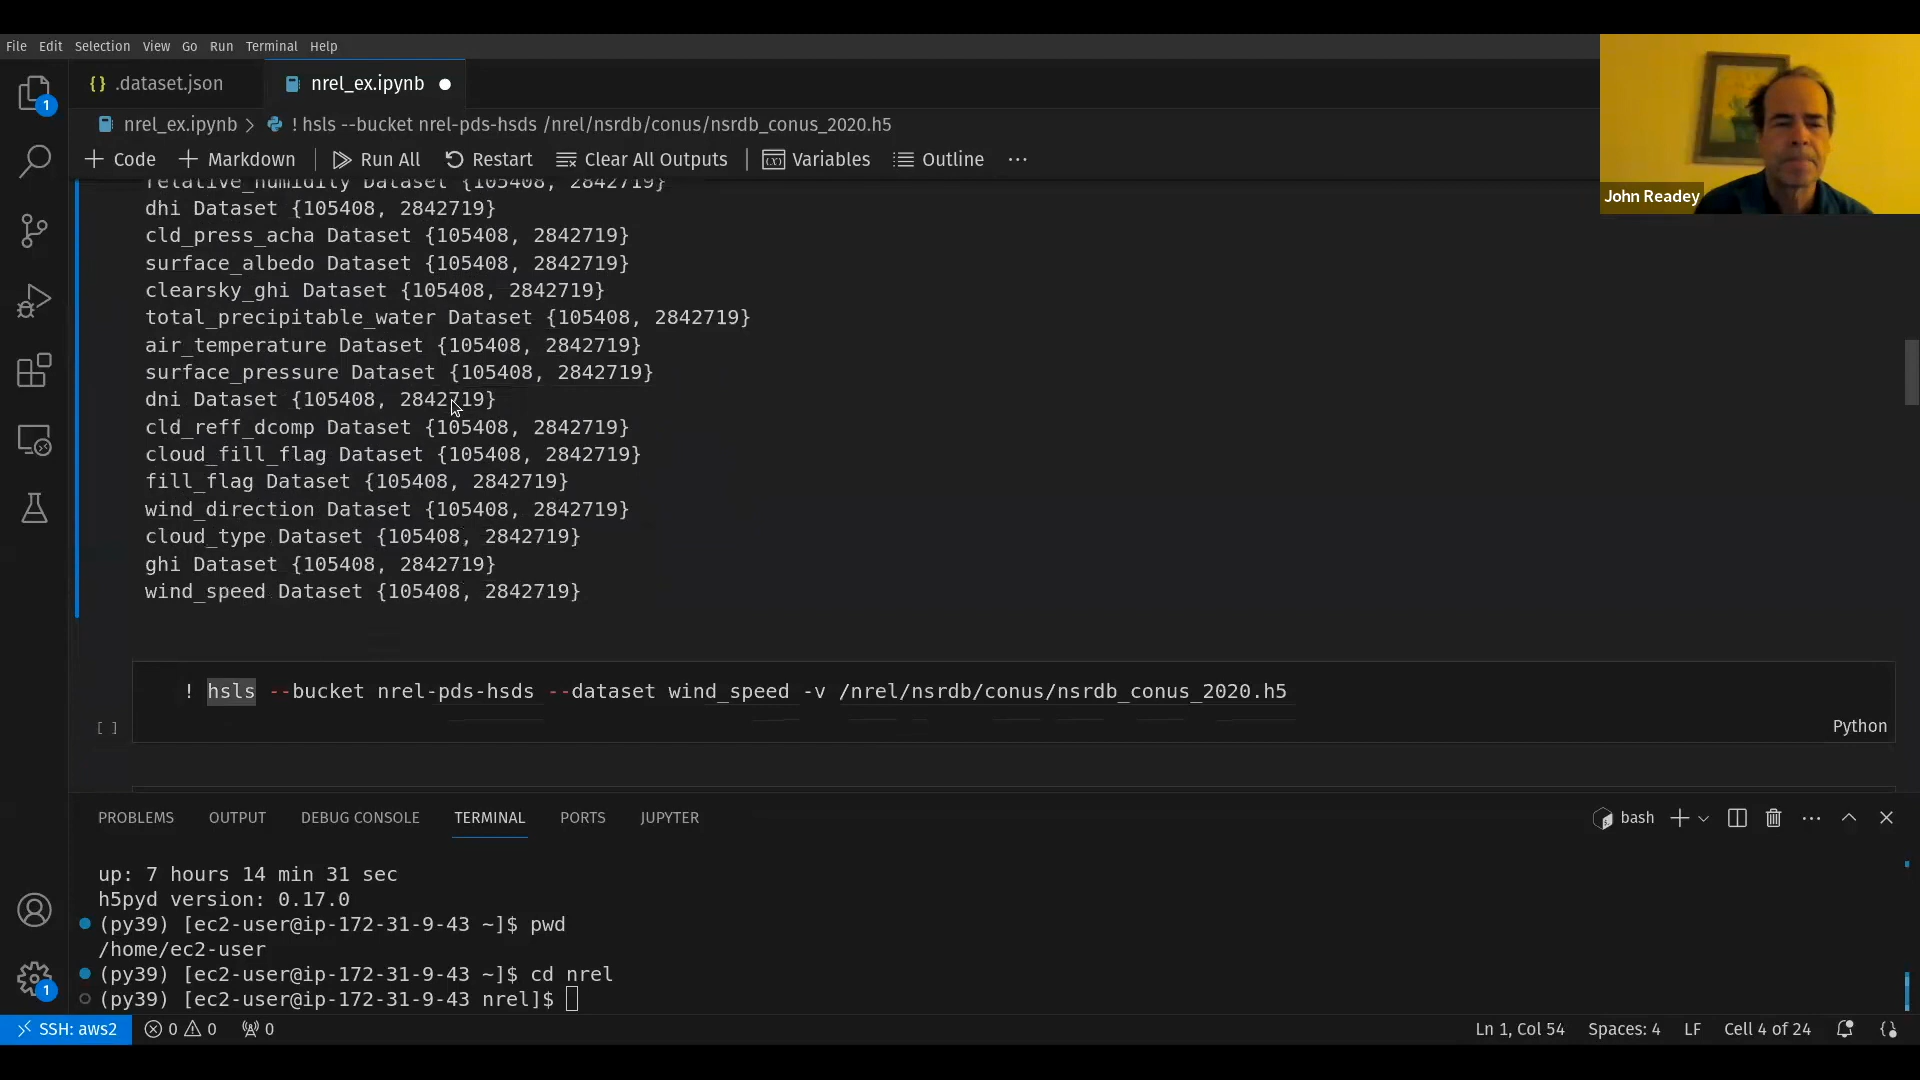 File Edit Selection View Go Run Terminal Help
{} .dataset.json nrel_ex.ipynb
nrel_ex.ipynb > ! hsls --bucket nrel-pds-hsds /nrel/nsrdb/conus/nsrdb_conus_2020.h5
+ Code + Markdown Run All Restart Clear All Outputs Variables Outline ...
John Readey
relative_humidity Dataset {105408, 2842719}
dhi Dataset {105408, 2842719}
cld_press_acha Dataset {105408, 2842719}
surface_albedo Dataset {105408, 2842719}
clearsky_ghi Dataset {105408, 2842719}
total_precipitable_water Dataset {105408, 2842719}
air_temperature Dataset {105408, 2842719}
surface_pressure Dataset {105408, 2842719}
dni Dataset {105408, 2842719}
cld_reff_dcomp Dataset {105408, 2842719}
cloud_fill_flag Dataset {105408, 2842719}
fill_flag Dataset {105408, 2842719}
wind_direction Dataset {105408, 2842719}
cloud_type Dataset {105408, 2842719}
ghi Dataset {105408, 2842719}
wind_speed Dataset {105408, 2842719}
! hsls --bucket nrel-pds-hsds --dataset wind_speed -v /nrel/nsrdb/conus/nsrdb_conus_2020.h5
[ ] Python
PROBLEMS OUTPUT DEBUG CONSOLE TERMINAL PORTS JUPYTER bash
up: 7 hours 14 min 31 sec
h5pyd version: 0.17.0
(py39) [ec2-user@ip-172-31-9-43 ~]$ pwd
/home/ec2-user
(py39) [ec2-user@ip-172-31-9-43 ~]$ cd nrel
(py39) [ec2-user@ip-172-31-9-43 nrel]$
1
1
SSH: aws2 0 0 0 Ln 1, Col 54 Spaces: 4 LF Cell 4 of 24